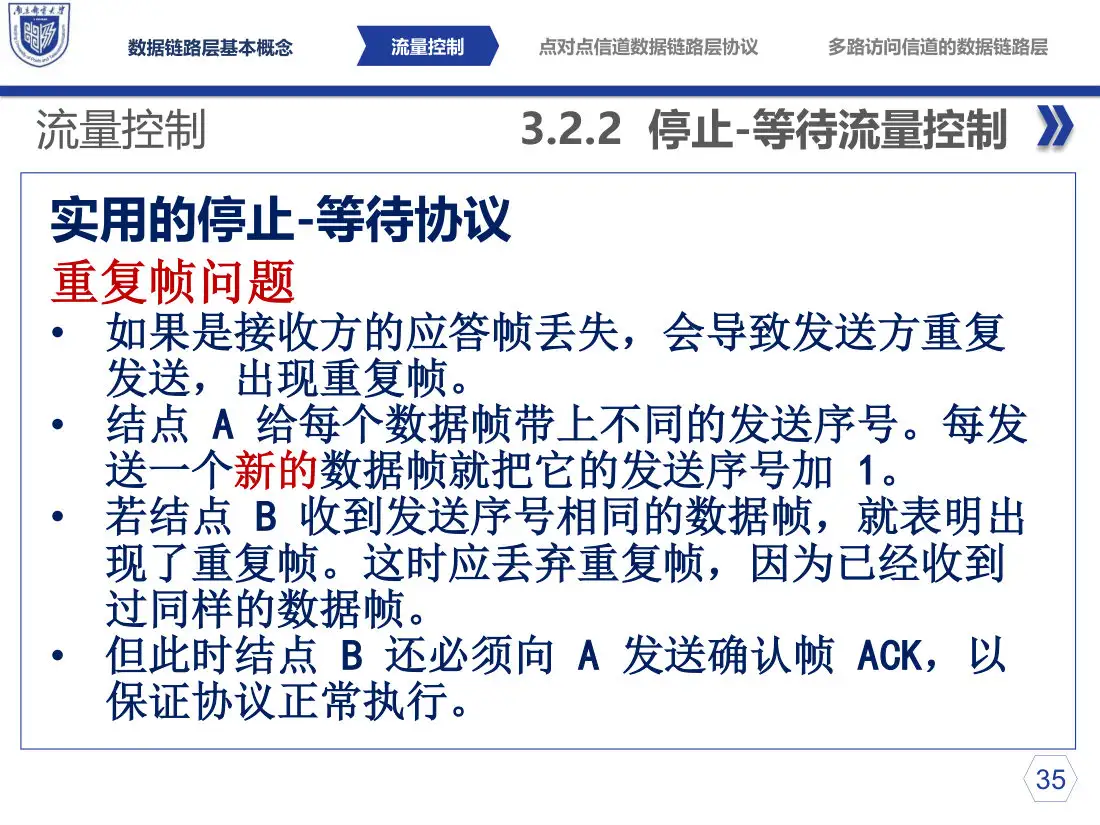 数据链路层基本概念
流量控制
点对点信道数据链路层协议
多路访问信道的数据链路层
流量控制
3.2.2 停止-等待流量控制
实用的停止-等待协议
重复帧问题
• 如果是接收方的应答帧丢失，会导致发送方重复
发送，出现重复帧。
• 结点 A 给每个数据帧带上不同的发送序号。每发
送一个新的数据帧就把它的发送序号加 1。
• 若结点 B 收到发送序号相同的数据帧，就表明出
现了重复帧。这时应丢弃重复帧，因为已经收到
过同样的数据帧。
• 但此时结点 B 还必须向 A 发送确认帧 ACK，以
保证协议正常执行。
35